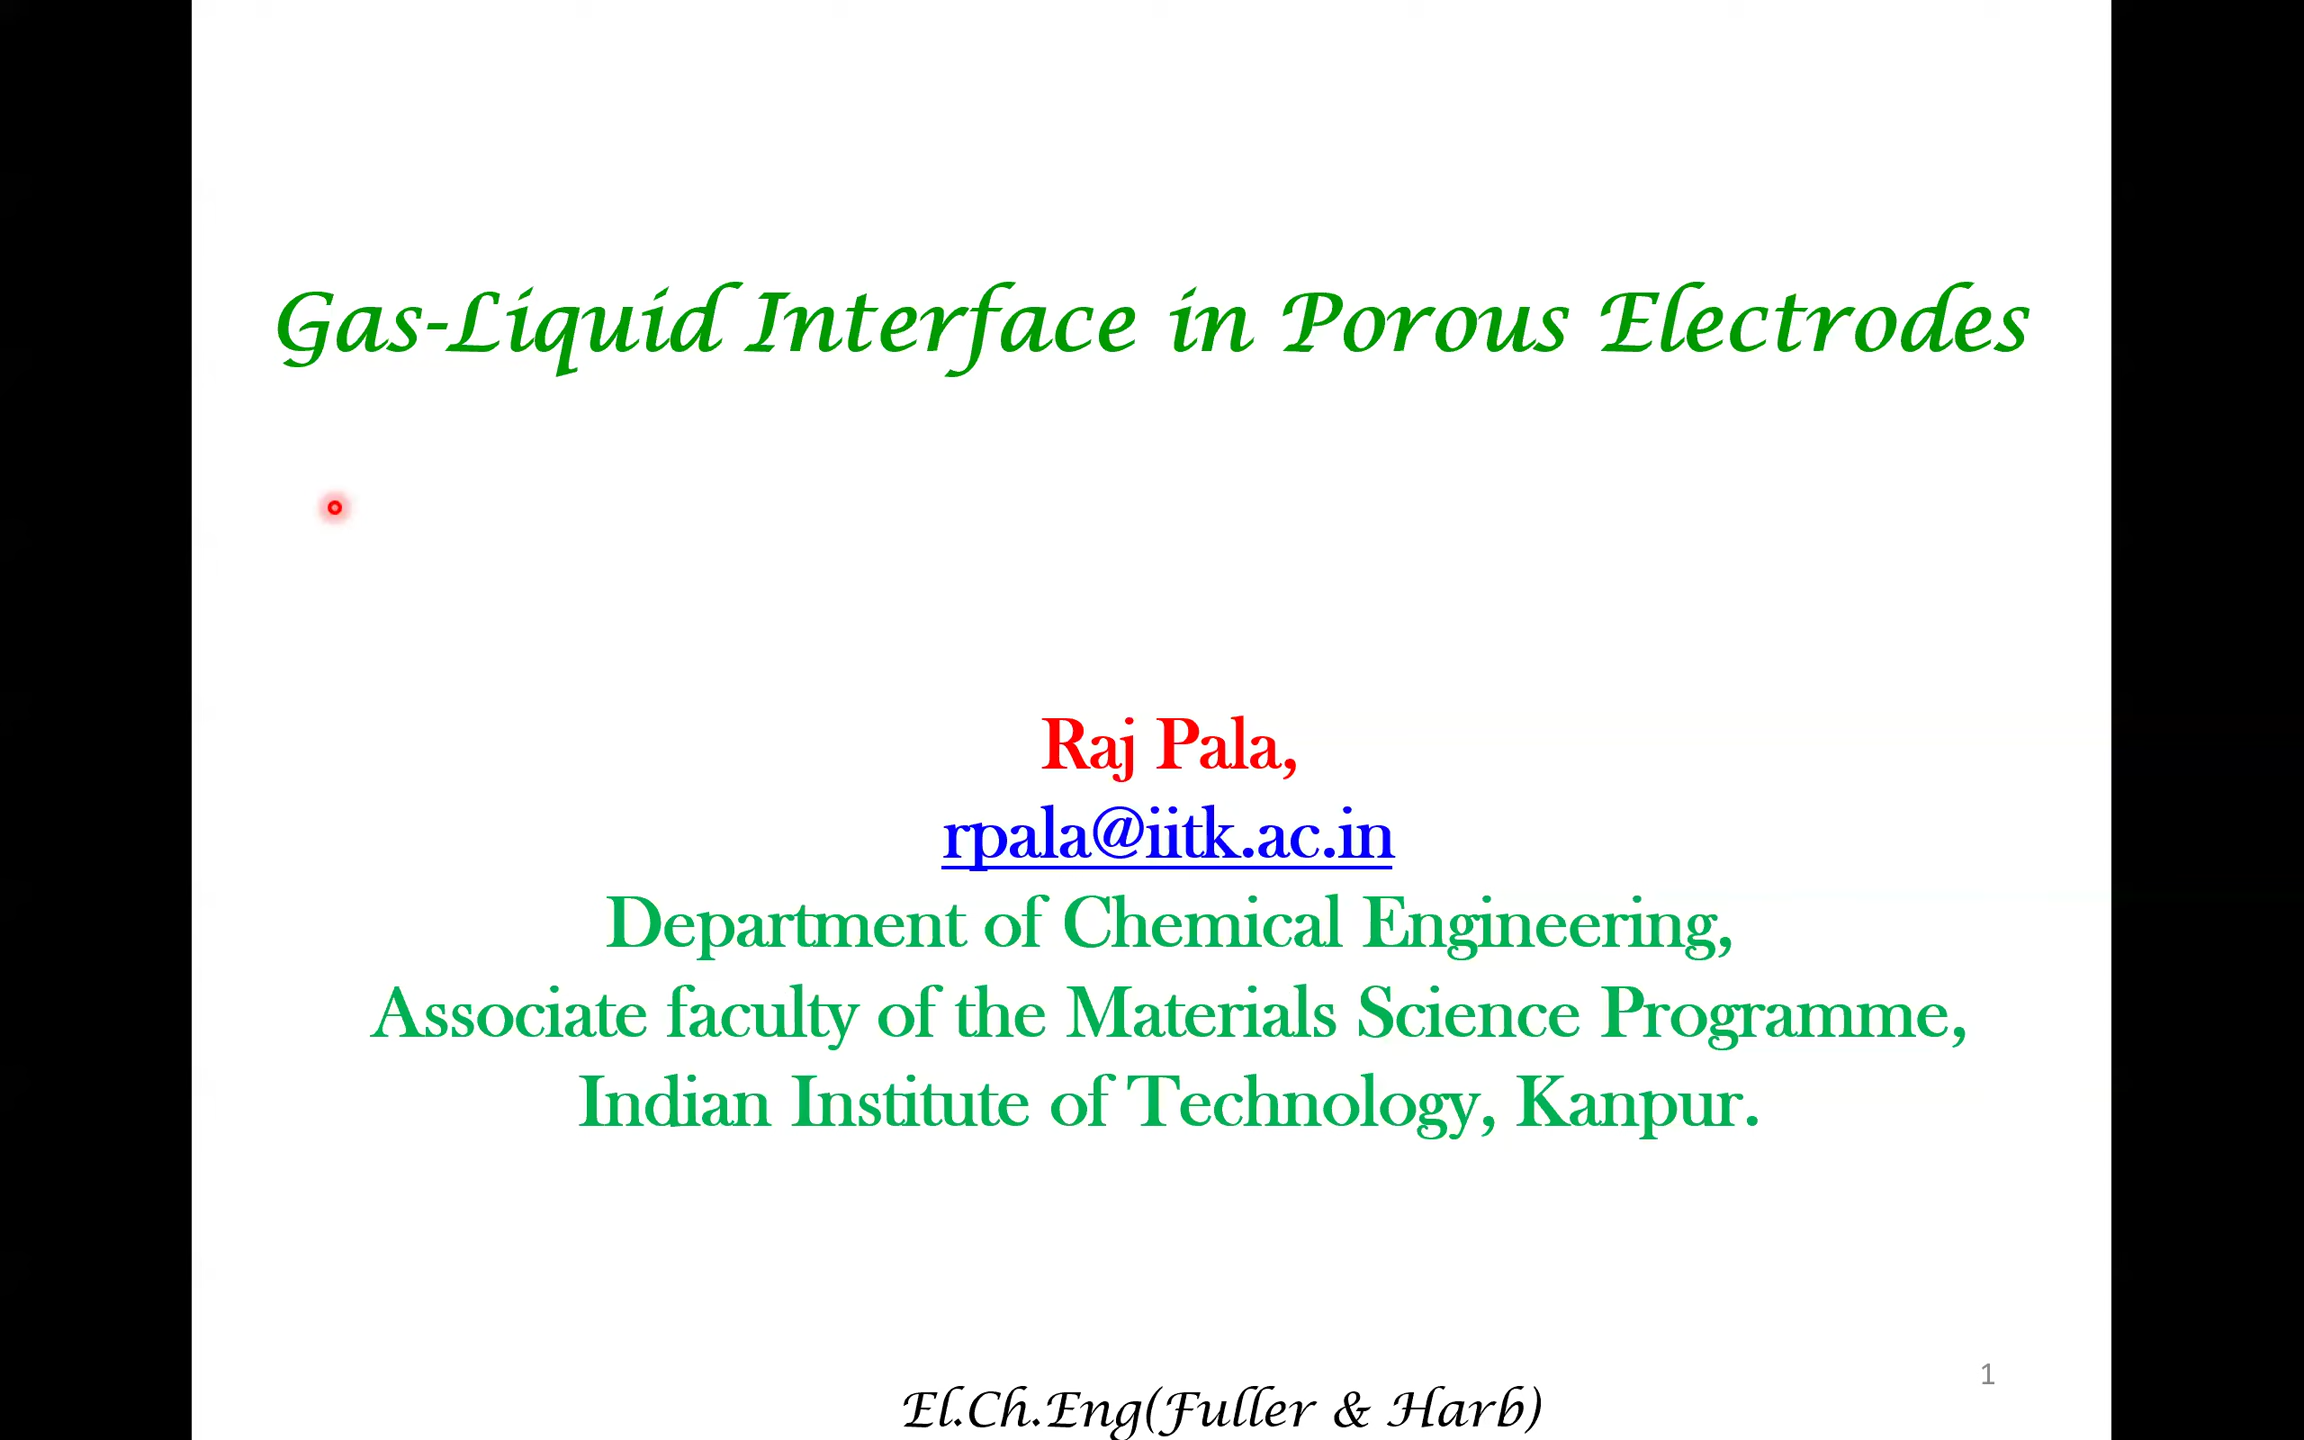 Gas-Liquid Interface in Porous Electrodes
Raj Pala,
rpala@iitk.ac.in
Department of Chemical Engineering,
Associate faculty of the Materials Science Programme,
Indian Institute of Technology, Kanpur.
1
El.Ch.Eng(Fuller & Harb)